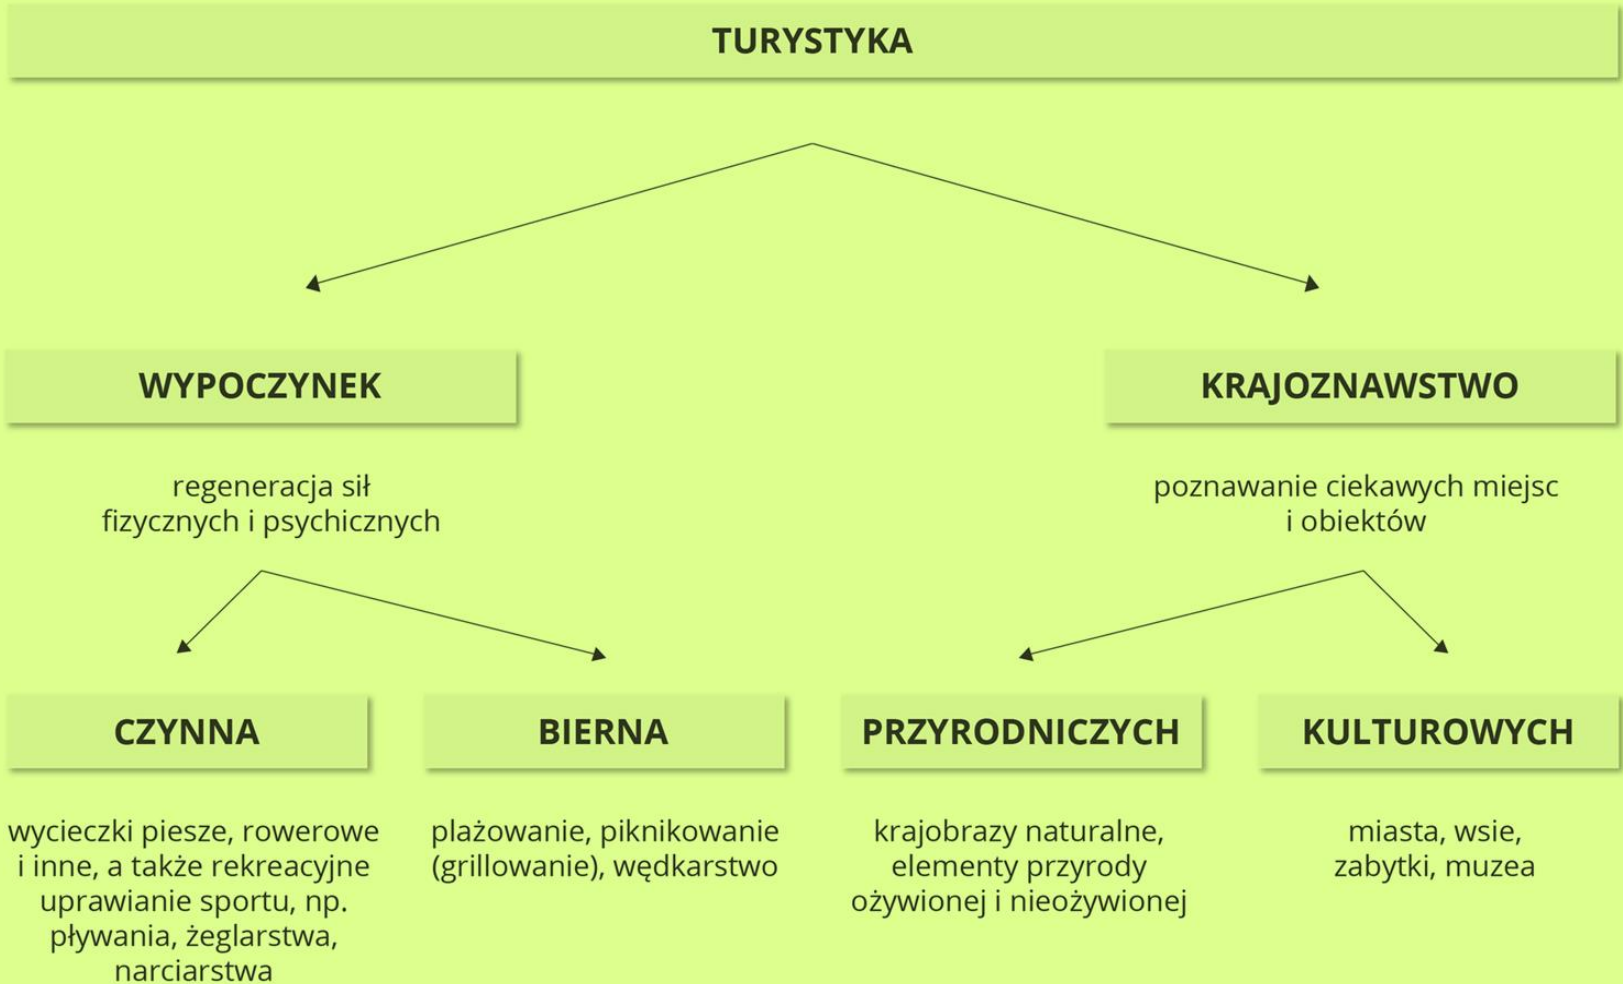 TURYSTYKA
WYPOCZYNEK
regeneracja sił
fizycznych i psychicznych
KRAJOZNAWSTWO
poznawanie ciekawych miejsc
i obiektów
CZYNNA
wycieczki piesze, rowerowe
i inne, a także rekreacyjne
uprawianie sportu, np.
pływania, żeglarstwa,
narciarstwa
BIERNA
plażowanie, piknikowanie
(grillowanie), wędkarstwo
PRZYRODNICZYCH
krajobrazy naturalne,
elementy przyrody
ożywionej i nieożywionej
KULTUROWYCH
miasta, wsie,
zabytki, muzea